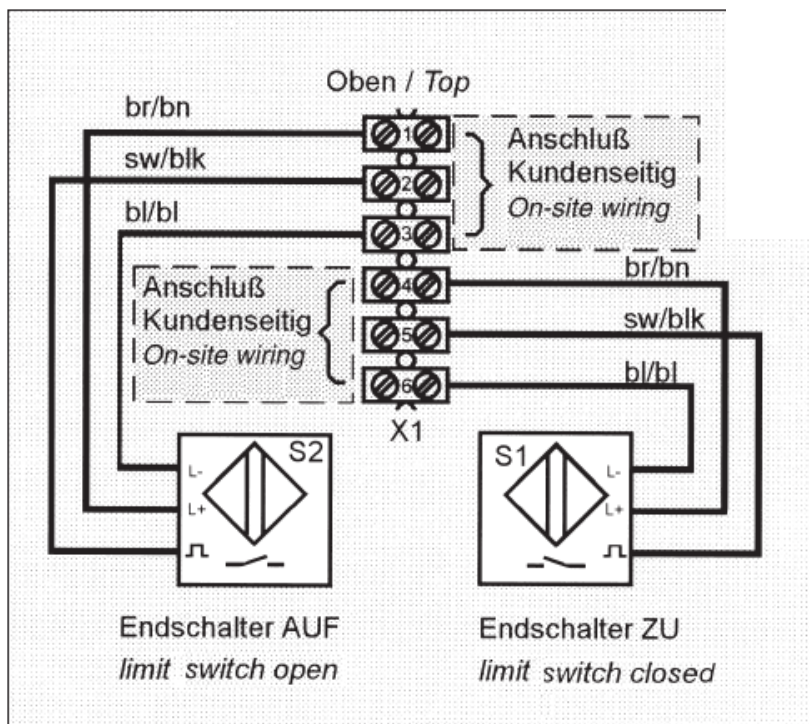 Oben / Top
br/bn
sw/blk
bl/bl
1
2
3
4
5
6
Anschluß
Kundenseitig
On-site wiring
Anschluß
Kundenseitig
On-site wiring
br/bn
sw/blk
bl/bl
X1
S2
L-
L+
S1
L-
L+
Endschalter AUF
limit switch open
Endschalter ZU
limit switch closed